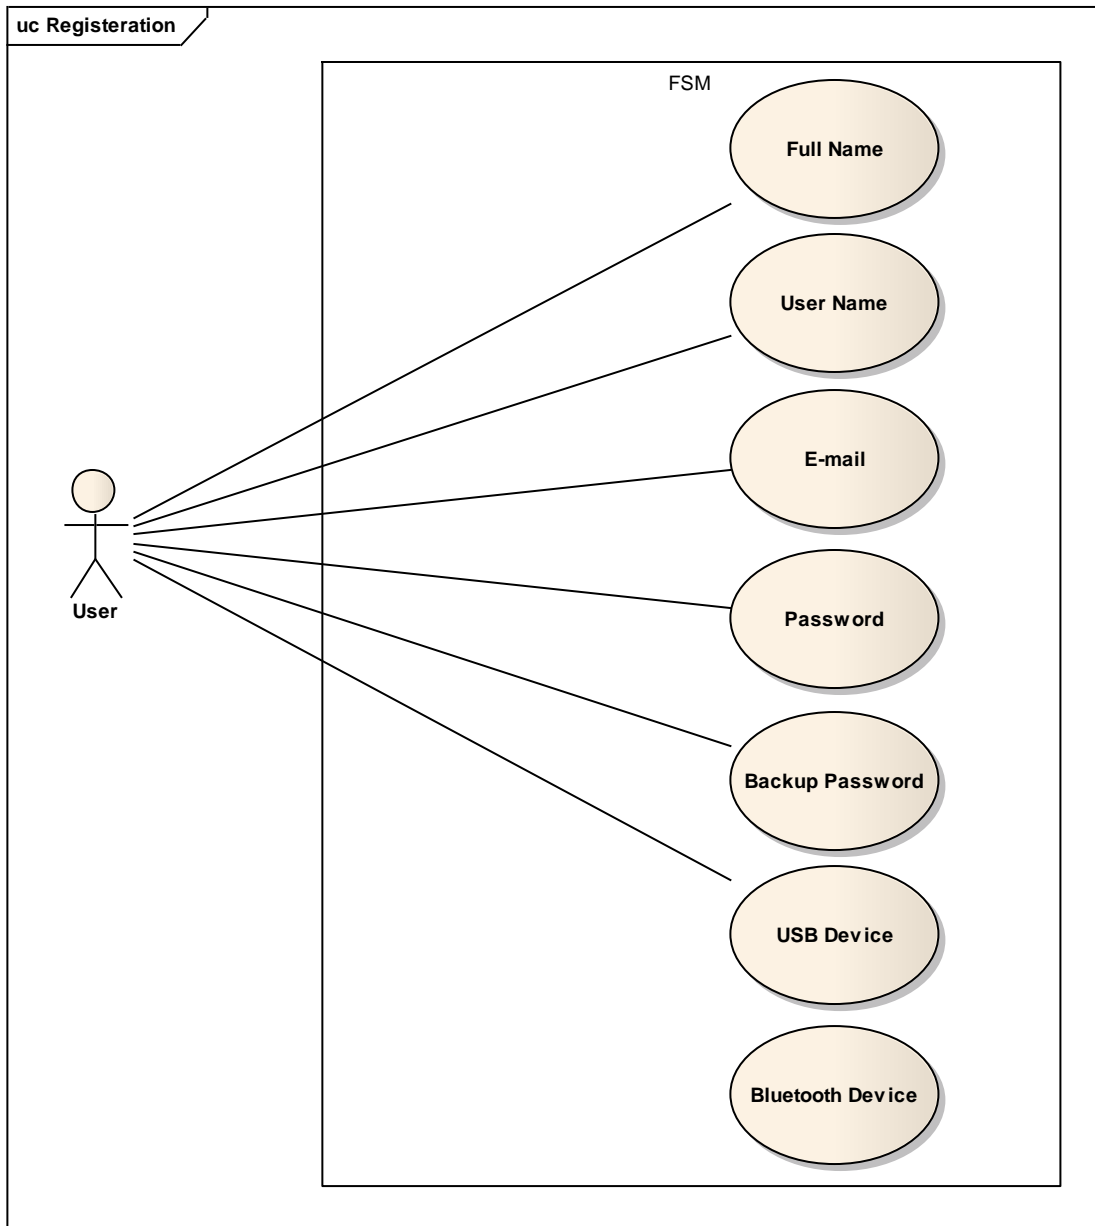 uc Registeration
FSM
Full Name
User Name
E-mail
User
Password
Backup Password
USB Device
Bluetooth Device